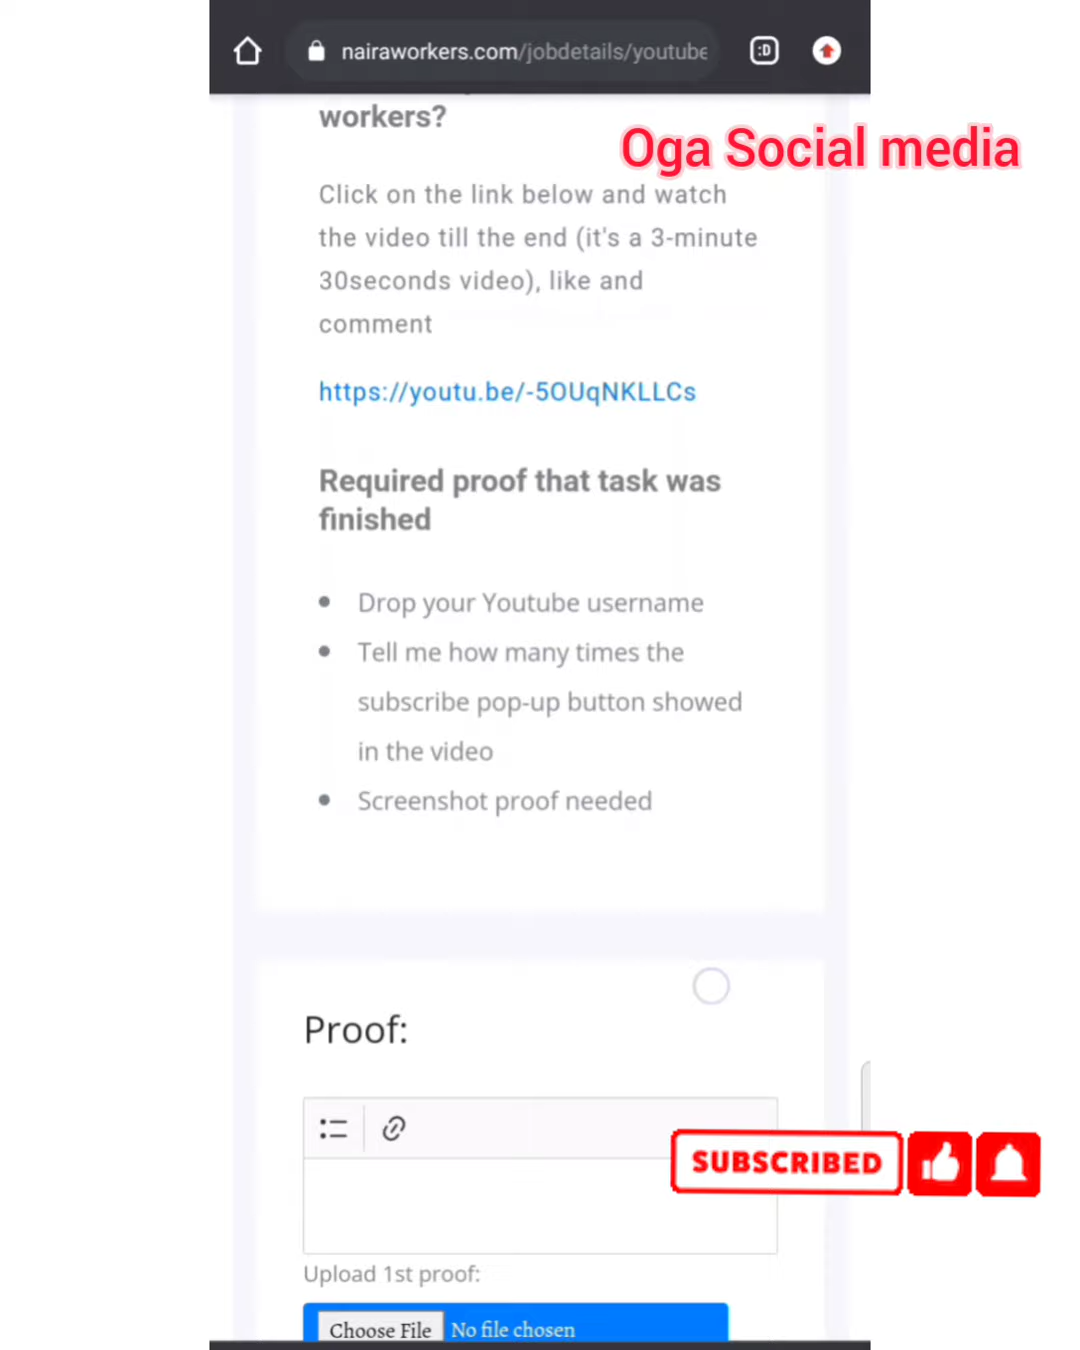 :D
nairaworkers.com/jobdetails/youtube
workers?
Oga Social media
Click on the link below and watch
the video till the end (it's a 3-minute
30seconds video), like and
comment
https://youtu.be/-5OUqNKLLCs
Required proof that task was
finished
Drop your Youtube username
Tell me how many times the
subscribe pop-up button showed
in the video
Screenshot proof needed
Proof:
SUBSCRIBED
Upload 1st proof:
Choose File No file chosen